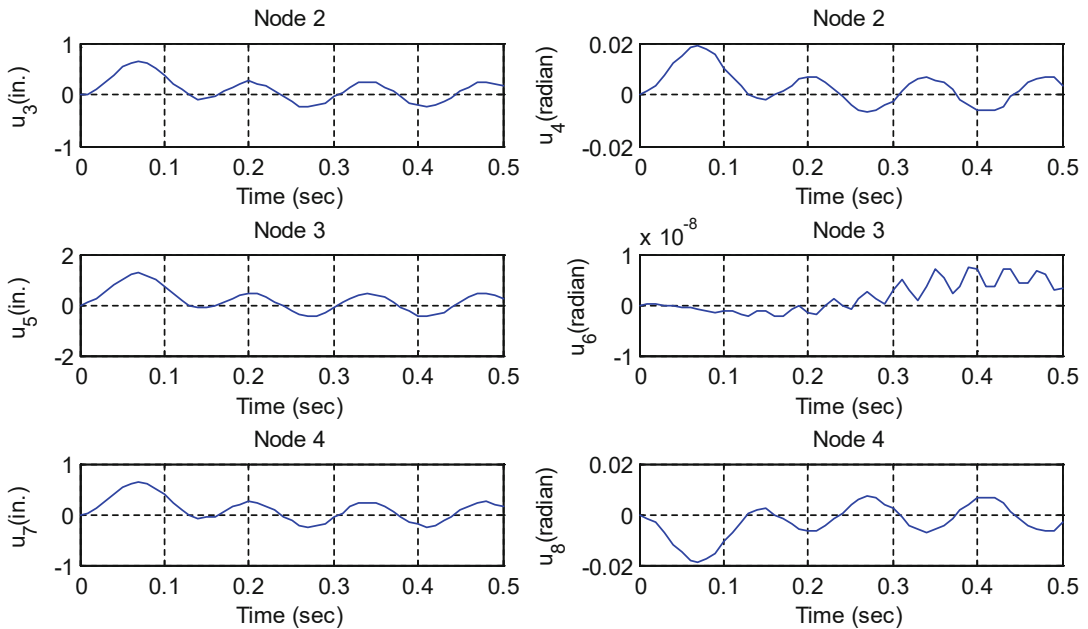 Node 2
1
0
-1
u_3(in.)
0 0.1 0.2 0.3 0.4 0.5
Time (sec)
Node 2
0.02
0
-0.02
u_4(radian)
0 0.1 0.2 0.3 0.4 0.5
Time (sec)
Node 3
2
0
-2
u_5(in.)
0 0.1 0.2 0.3 0.4 0.5
Time (sec)
Node 3
x 10^-8
1
0
-1
u_6(radian)
0 0.1 0.2 0.3 0.4 0.5
Time (sec)
Node 4
1
0
-1
u_7(in.)
0 0.1 0.2 0.3 0.4 0.5
Time (sec)
Node 4
0.02
0
-0.02
u_8(radian)
0 0.1 0.2 0.3 0.4 0.5
Time (sec)